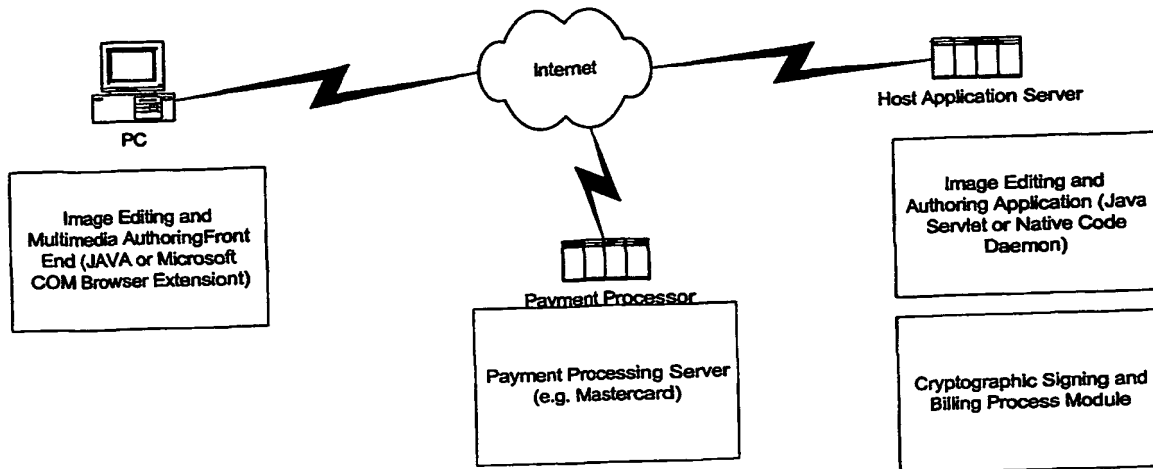 Internet
PC
Host Application Server
Image Editing and
Multimedia AuthoringFront
End (JAVA or Microsoft
COM Browser Extensiont)
Image Editing and
Authoring Application (Java
Servlet or Native Code
Daemon)
Payment Processor
Payment Processing Server
(e.g. Mastercard)
Cryptographic Signing and
Billing Process Module